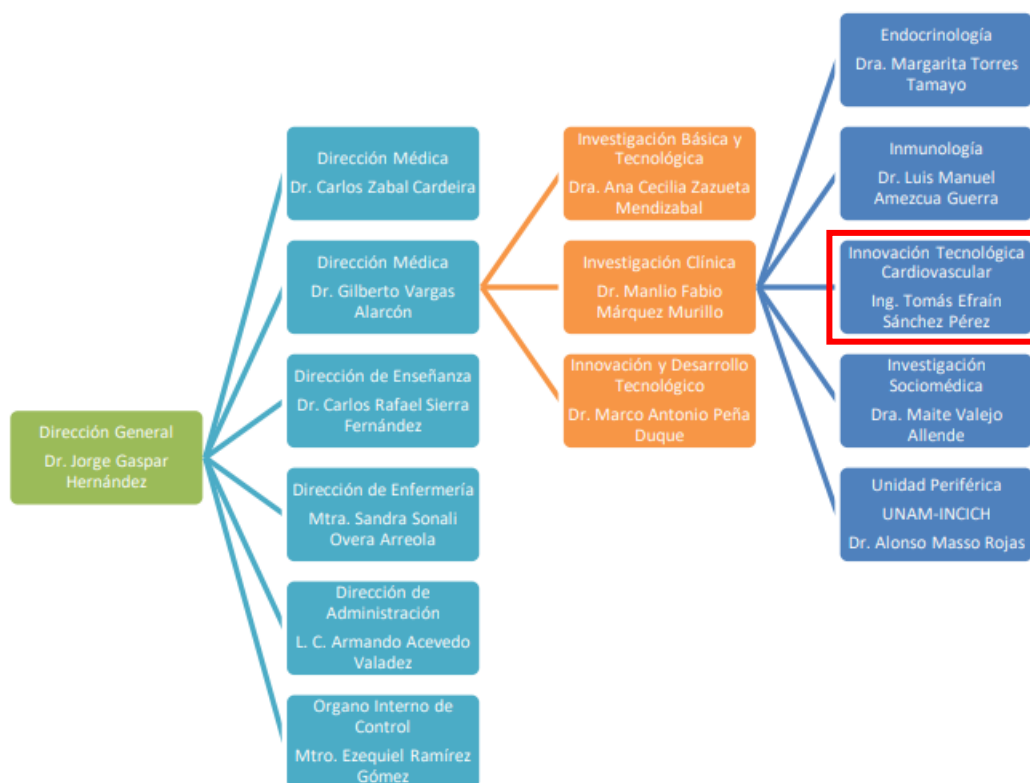 Dirección General
Dr. Jorge Gaspar
Hernández
Dirección Médica
Dr. Carlos Zabal Cardeira
Dirección Médica
Dr. Gilberto Vargas
Alarcón
Dirección de Enseñanza
Dr. Carlos Rafael Sierra
Fernández
Dirección de Enfermería
Mtra. Sandra Sonali
Overa Arreola
Dirección de
Administración
L. C. Armando Acevedo
Valadez
Organo Interno de
Control
Mtro. Ezequiel Ramírez
Gómez
Investigación Básica y
Tecnológica
Dra. Ana Cecilia Zazueta
Mendizabal
Investigación Clínica
Dr. Manlio Fabio
Márquez Murillo
Innovación y Desarrollo
Tecnológico
Dr. Marco Antonio Peña
Duque
Endocrinología
Dra. Margarita Torres
Tamayo
Inmunología
Dr. Luis Manuel
Amezcua Guerra
Innovación Tecnológica
Cardiovascular
Ing. Tomás Efraín
Sánchez Pérez
Investigación
Sociomédica
Dra. Maite Valejo
Allende
Unidad Periférica
UNAM-INCICH
Dr. Alonso Masso Rojas